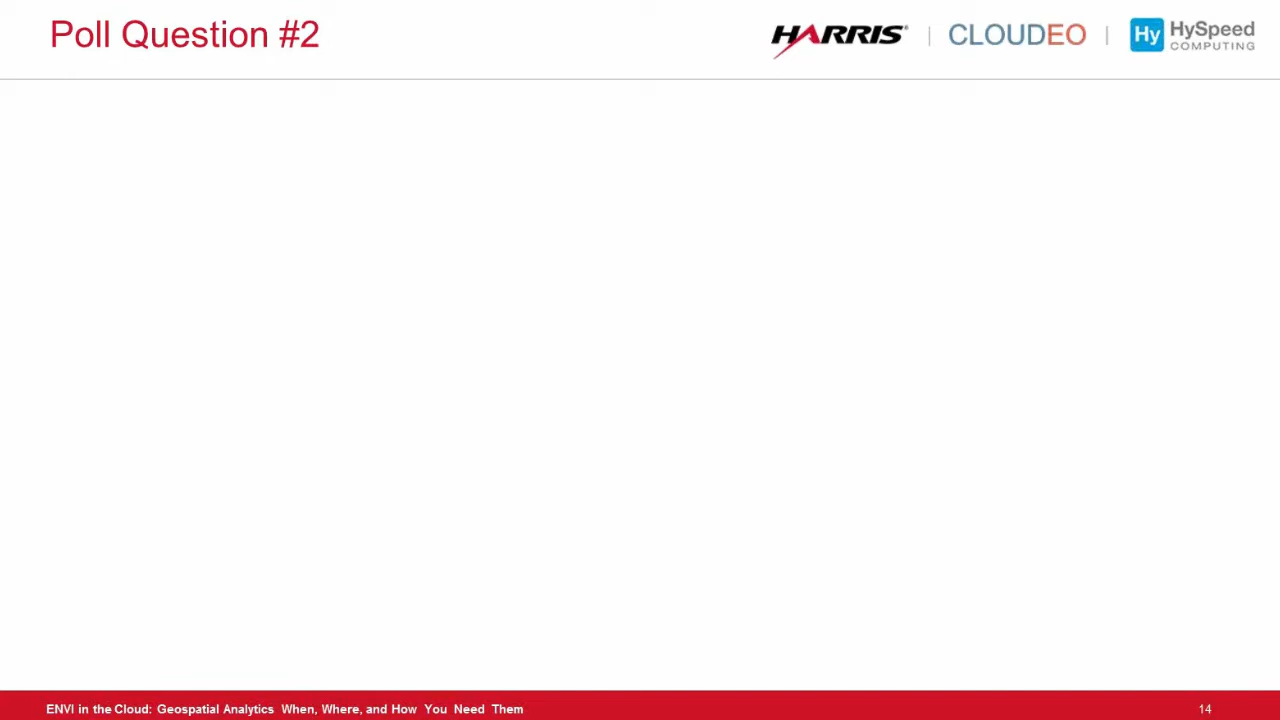 Poll Question #2
HARRIS® | CLOUDEO | Hy HySpeed
COMPUTING
ENVI in the Cloud: Geospatial Analytics When, Where, and How You Need Them
14